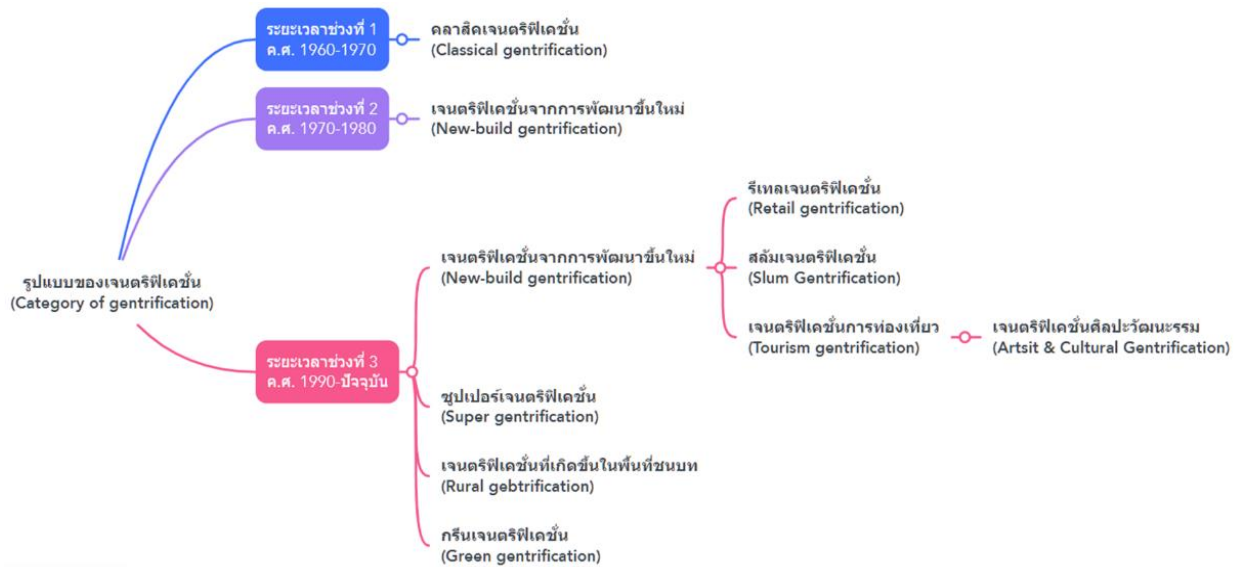 รูปแบบของเจนตริฟิเคชั่น
(Category of gentrification)
ระยะเวลาช่วงที่ 1
ค.ศ. 1960-1970
คลาสิคเจนตริฟิเคชั่น
(Classical gentrification)
ระยะเวลาช่วงที่ 2
ค.ศ. 1970-1980
เจนตริฟิเคชั่นจากการพัฒนาขึ้นใหม่
(New-build gentrification)
ระยะเวลาช่วงที่ 3
ค.ศ. 1990-ปัจจุบัน
เจนตริฟิเคชั่นจากการพัฒนาขึ้นใหม่
(New-build gentrification)
รีเทลเจนตริฟิเคชั่น
(Retail gentrification)
สลัมเจนตริฟิเคชั่น
(Slum Gentrification)
เจนตริฟิเคชั่นการท่องเที่ยว
(Tourism gentrification)
เจนตริฟิเคชั่นศิลปะวัฒนะรรม
(Artsit & Cultural Gentrification)
ซุปเปอร์เจนตริฟิเคชั่น
(Super gentrification)
เจนตริฟิเคชั่นที่เกิดขึ้นในพื้นที่ชนบท
(Rural gebtrification)
กรีนเจนตริฟิเคชั่น
(Green gentrification)